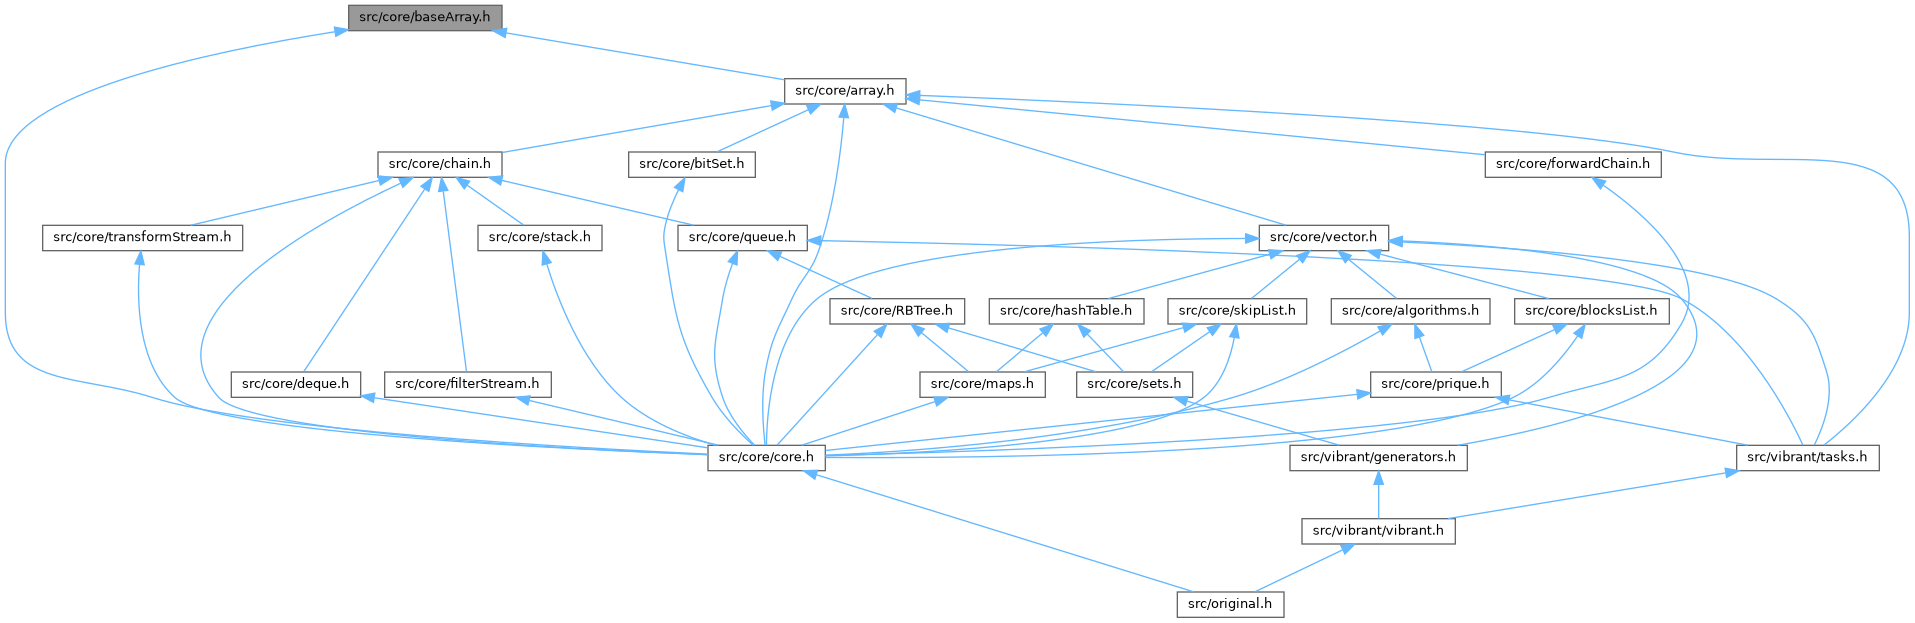 src/core/baseArray.h
src/core/array.h
src/core/chain.h
src/core/bitSet.h
src/core/forwardChain.h
src/core/transformStream.h
src/core/stack.h
src/core/queue.h
src/core/vector.h
src/core/RBTree.h
src/core/hashTable.h
src/core/skipList.h
src/core/algorithms.h
src/core/blocksList.h
src/core/deque.h
src/core/filterStream.h
src/core/maps.h
src/core/sets.h
src/core/prique.h
src/core/core.h
src/vibrant/generators.h
src/vibrant/tasks.h
src/vibrant/vibrant.h
src/original.h